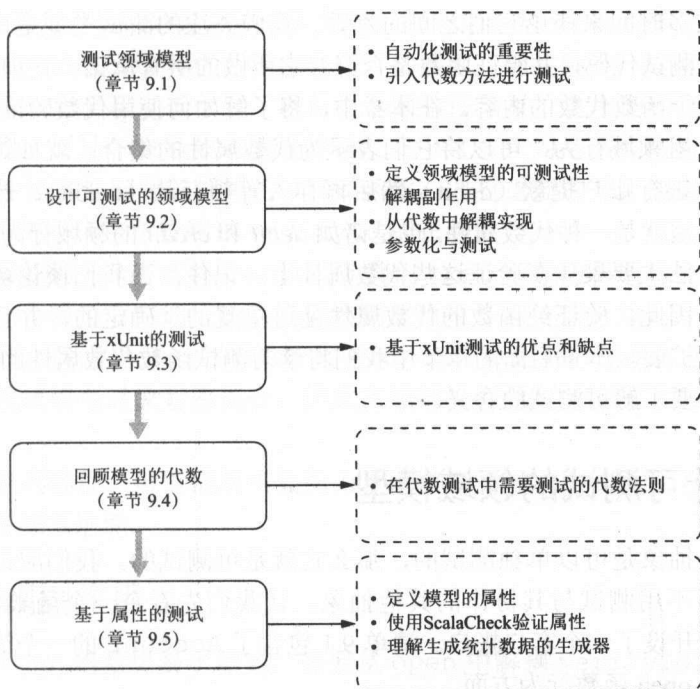 测试领域模型
(章节 9.1)
• 自动化测试的重要性
• 引入代数方法进行测试
设计可测试的领域模型
(章节 9.2)
• 定义领域模型的可测试性
• 解耦副作用
• 从代数中解耦实现
• 参数化与测试
基于xUnit的测试
(章节 9.3)
• 基于xUnit测试的优点和缺点
回顾模型的代数
(章节 9.4)
• 在代数测试中需要测试的代数法则
基于属性的测试
(章节 9.5)
• 定义模型的属性
• 使用ScalaCheck验证属性
• 理解生成统计数据的生成器